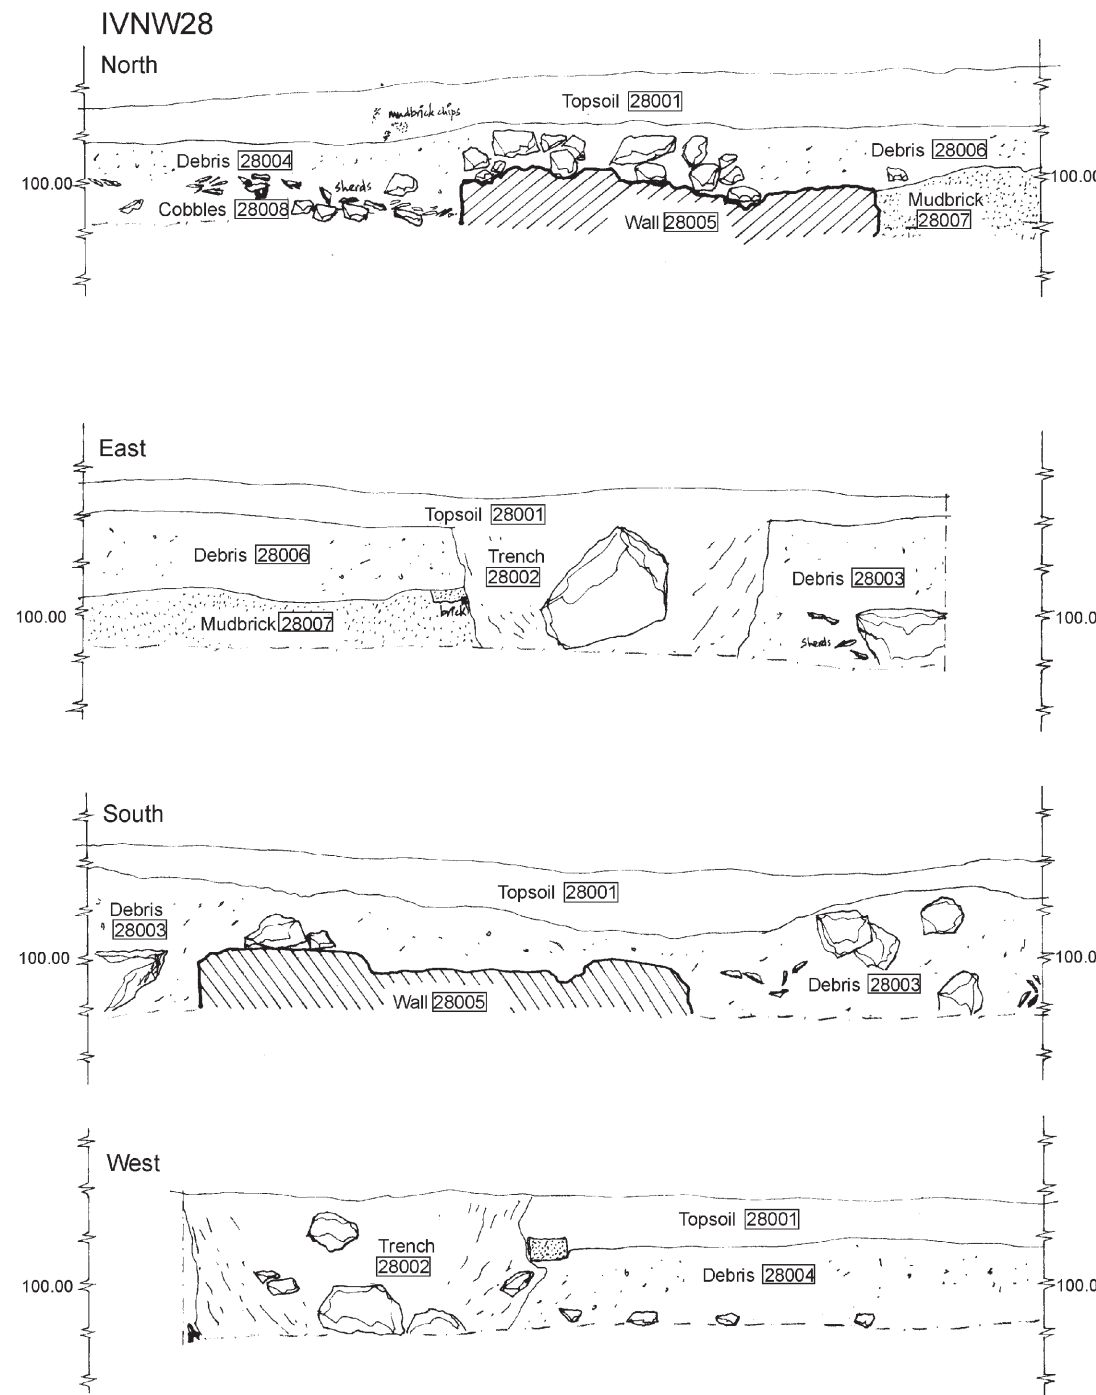 IVNW28
North
Topsoil 28001
mudbrick chips
Debris 28004
Debris 28006
100.00
sherds
100.00
Cobbles 28008
Mudbrick
28007
Wall 28005
East
Topsoil 28001
Debris 28006
Trench
28002
Debris 28003
100.00
brick
Mudbrick 28007
100.0
sherds
South
Topsoil 28001
Debris
28003
100.00
100.0
Wall 28005
Debris 28003
West
Topsoil 28001
Trench
28002
Debris 28004
100.00
100.0